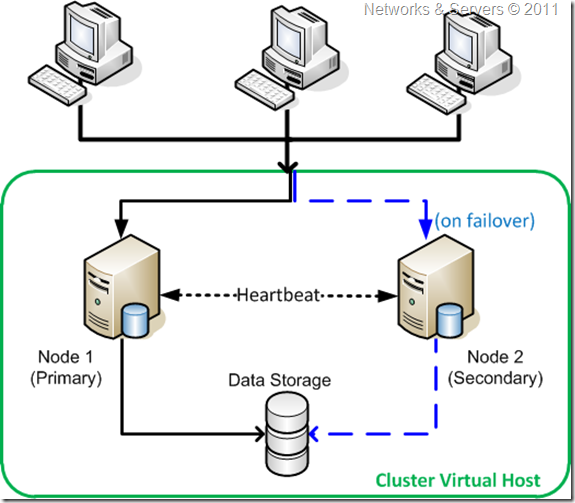 Networks & Servers © 2011
(on failover)
Heartbeat
Node 1
(Primary)
Node 2
(Secondary)
Data Storage
Cluster Virtual Host